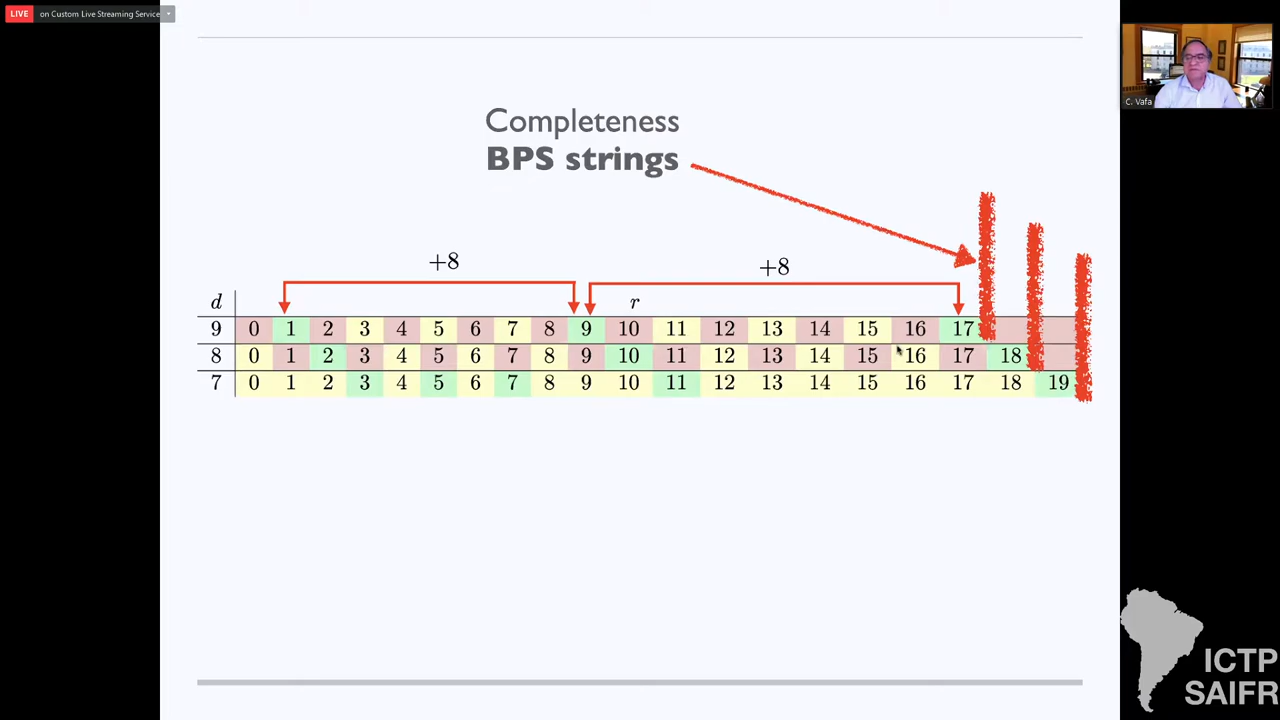 LIVE on Custom Live Streaming Service
C. Vafa
Completeness
BPS strings
+8 +8
d r
9 0 1 2 3 4 5 6 7 8 9 10 11 12 13 14 15 16 17
8 0 1 2 3 4 5 6 7 8 9 10 11 12 13 14 15 16 17 18
7 0 1 2 3 4 5 6 7 8 9 10 11 12 13 14 15 16 17 18 19
ICTP
SAIFR